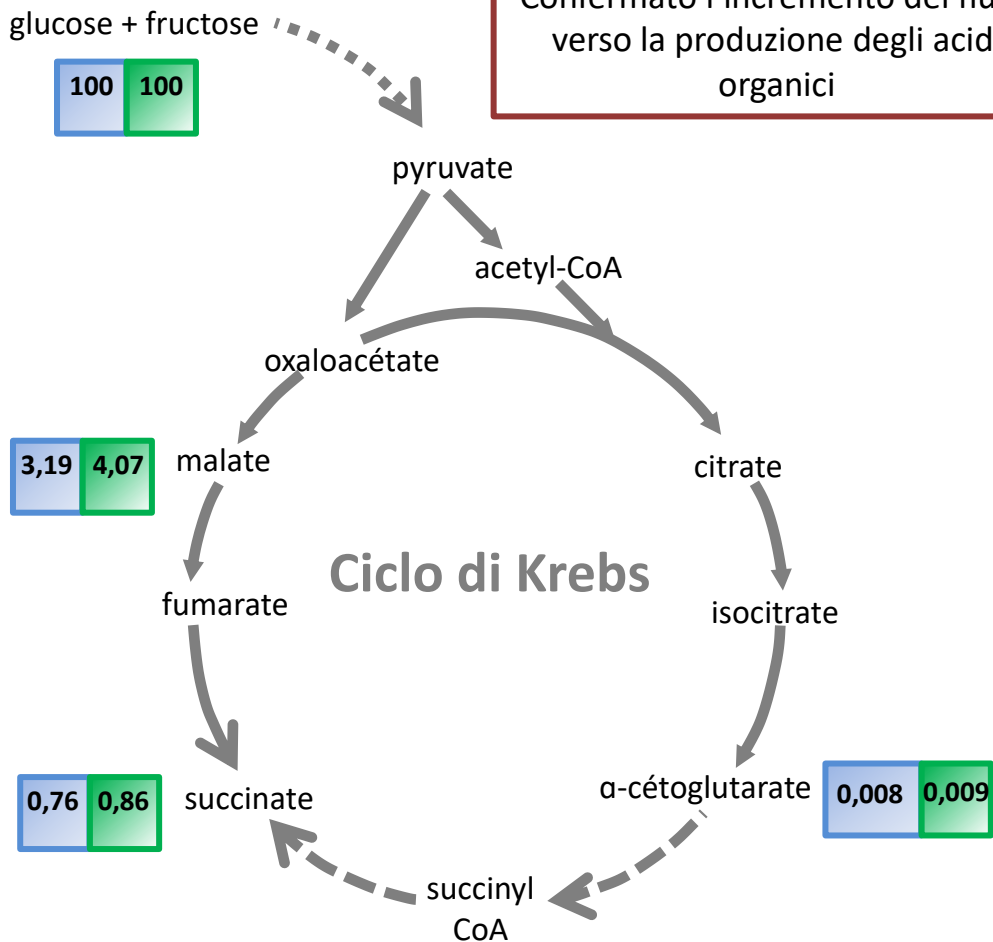 glucose + fructose
100 100
verso la produzione degli acid
organici
pyruvate
acetyl-CoA
oxaloacétate
3,19 4,07
malate
citrate
Ciclo di Krebs
fumarate
isocitrate
0,76 0,86
succinate
α-cétoglutarate
0,008 0,009
succinyl
CoA